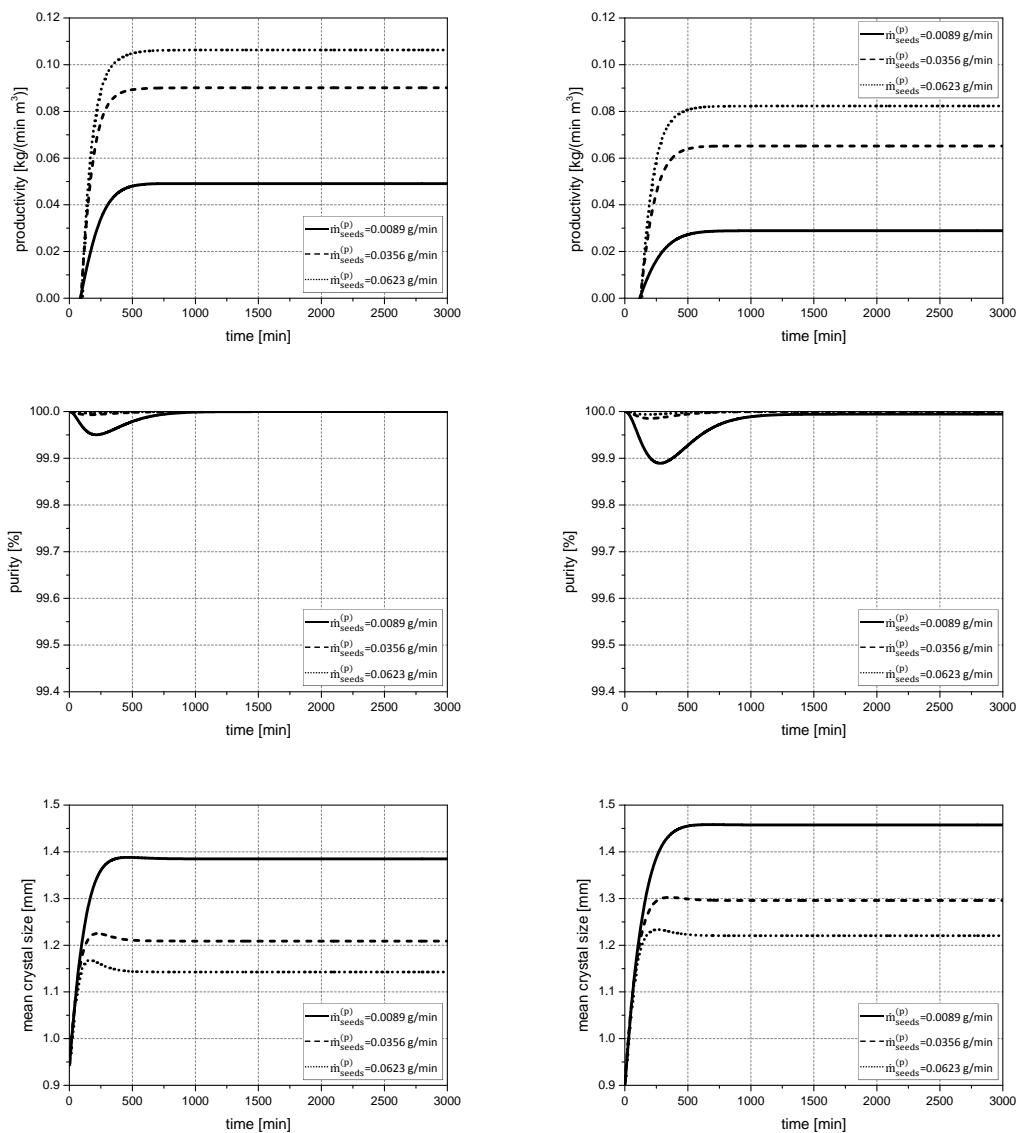 0.12
0.10
0.08
0.06
0.04
0.02
0.00
productivity [kg/(min m³)]
0 500 1000 1500 2000 2500 3000
time [min]
ṁ(p)seeds=0.0089 g/min
ṁ(p)seeds=0.0356 g/min
ṁ(p)seeds=0.0623 g/min
0.12
0.10
0.08
0.06
0.04
0.02
0.00
productivity [kg/(min m³)]
0 500 1000 1500 2000 2500 3000
time [min]
ṁ(p)seeds=0.0089 g/min
ṁ(p)seeds=0.0356 g/min
ṁ(p)seeds=0.0623 g/min
100.0
99.9
99.8
99.7
99.6
99.5
99.4
purity [%]
0 500 1000 1500 2000 2500 3000
time [min]
ṁ(p)seeds=0.0089 g/min
ṁ(p)seeds=0.0356 g/min
ṁ(p)seeds=0.0623 g/min
100.0
99.9
99.8
99.7
99.6
99.5
99.4
purity [%]
0 500 1000 1500 2000 2500 3000
time [min]
ṁ(p)seeds=0.0089 g/min
ṁ(p)seeds=0.0356 g/min
ṁ(p)seeds=0.0623 g/min
1.5
1.4
1.3
1.2
1.1
1.0
0.9
mean crystal size [mm]
0 500 1000 1500 2000 2500 3000
time [min]
ṁ(p)seeds=0.0089 g/min
ṁ(p)seeds=0.0356 g/min
ṁ(p)seeds=0.0623 g/min
1.5
1.4
1.3
1.2
1.1
1.0
0.9
mean crystal size [mm]
0 500 1000 1500 2000 2500 3000
time [min]
ṁ(p)seeds=0.0089 g/min
ṁ(p)seeds=0.0356 g/min
ṁ(p)seeds=0.0623 g/min